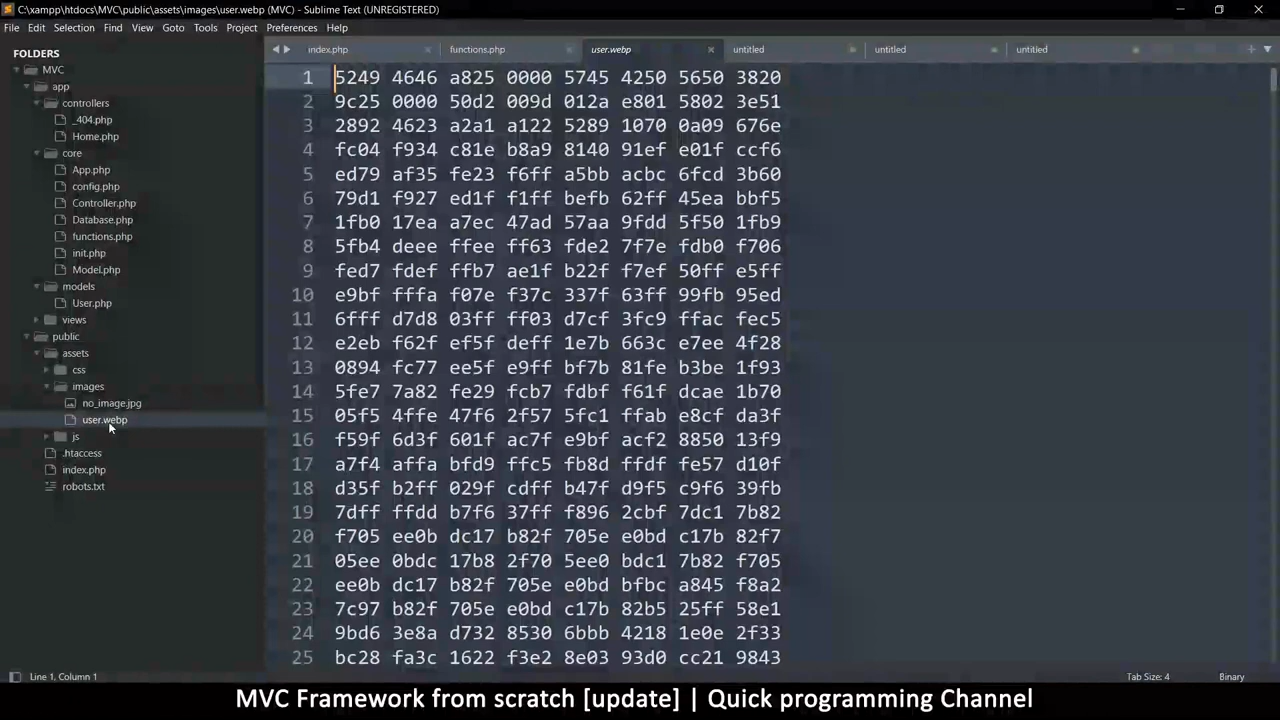 C:\xampp\htdocs\MVC\public\assets\images\user.webp (MVC) - Sublime Text (UNREGISTERED)
File Edit Selection Find View Goto Tools Project Preferences Help
FOLDERS
MVC
app
controllers
_404.php
Home.php
core
App.php
config.php
Controller.php
Database.php
functions.php
init.php
Model.php
models
User.php
views
public
assets
css
images
no_image.jpg
user.webp
js
.htaccess
index.php
robots.txt
index.php functions.php user.webp untitled untitled untitled
1 5249 4646 a825 0000 5745 4250 5650 3820
2 9c25 0000 50d2 009d 012a e801 5802 3e51
3 2892 4623 a2a1 a122 5289 1070 0a09 676e
4 fc04 f934 c81e b8a9 8140 91ef e01f ccf6
5 ed79 af35 fe23 f6ff a5bb acbc 6fcd 3b60
6 79d1 f927 ed1f f1ff befb 62ff 45ea bbf5
7 1fb0 17ea a7ec 47ad 57aa 9fdd 5f50 1fb9
8 5fb4 deee ffee ff63 fde2 7f7e fdb0 f706
9 fed7 fdef ffb7 ae1f b22f f7ef 50ff e5ff
10 e9bf fffa f07e f37c 337f 63ff 99fb 95ed
11 6fff d7d8 03ff ff03 d7cf 3fc9 ffac fec5
12 e2eb f62f ef5f deff 1e7b 663c e7ee 4f28
13 0894 fc77 ee5f e9ff bf7b 81fe b3be 1f93
14 5fe7 7a82 fe29 fcb7 fdbf f61f dcae 1b70
15 05f5 4ffe 47f6 2f57 5fc1 ffab e8cf da3f
16 f59f 6d3f 601f ac7f e9bf acf2 8850 13f9
17 a7f4 affa bfd9 ffc5 fb8d ffdf fe57 d10f
18 d35f b2ff 029f cdff b47f d9f5 c9f6 39fb
19 7dff ffdd b7f6 37ff f896 2cbf 7dc1 7b82
20 f705 ee0b dc17 b82f 705e e0bd c17b 82f7
21 05ee 0bdc 17b8 2f70 5ee0 bdc1 7b82 f705
22 ee0b dc17 b82f 705e e0bd bfbc a845 f8a2
23 7c97 b82f 705e e0bd c17b 82b5 25ff 58e1
24 9bd6 3e8a d732 8530 6bbb 4218 1e0e 2f33
25 bc28 fa3c 1622 f3e2 8e03 93d0 cc21 9843
Line 1, Column 1 Tab Size: 4 Binary
MVC Framework from scratch [update] | Quick programming Channel